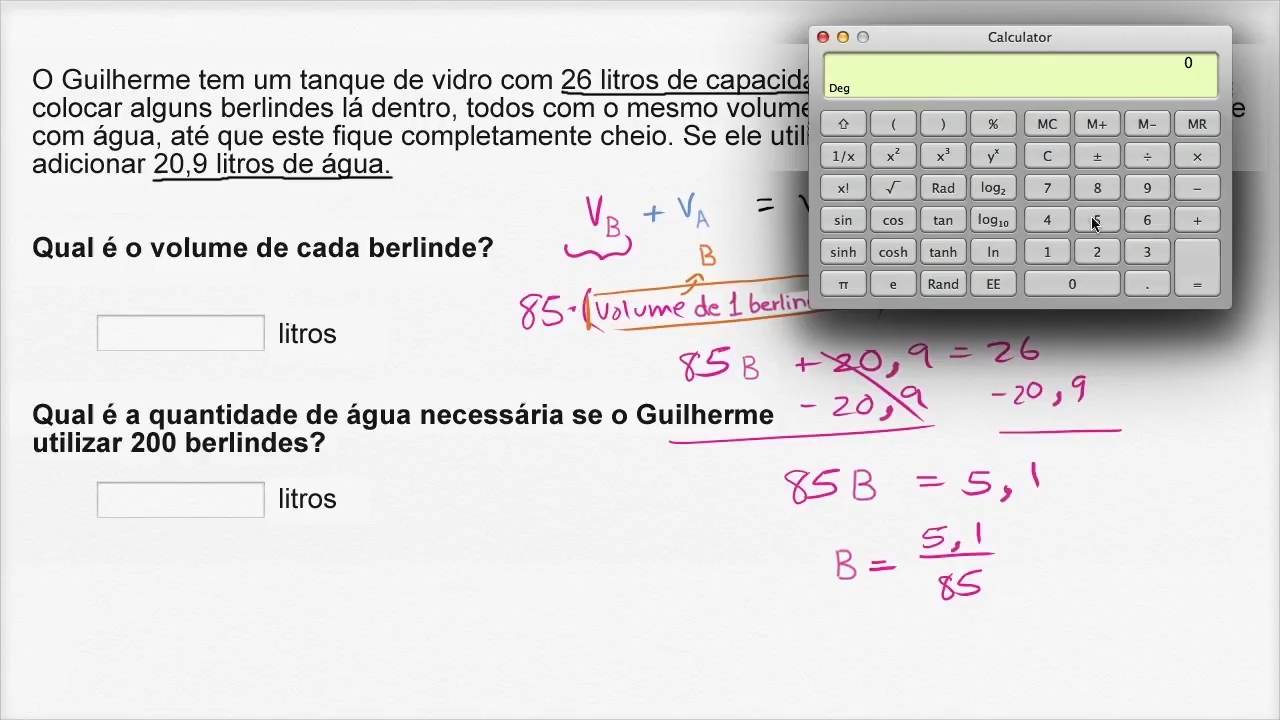 O Guilherme tem um tanque de vidro com 26 litros de
colocar alguns berlindes lá dentro, todos com o mesmo volume
com água, até que este fique completamente cheio. Se ele
adicionar 20,9 litros de água.
Qual é o volume de cada berlinde?
litros
Qual é a quantidade de água necessária se o Guilherme
utilizar 200 berlindes?
litros
V_B + V_A =
B
85·(Volume de 1
85B + 20,9 = 26
- 20,9 -20,9
85B = 5,1
B = 5,1
85
Calculator
0
Deg
⇧ ( ) % MC M+ M− MR
1/x x² x³ yˣ C ± ÷ ×
x! √ Rad log₂ 7 8 9 −
sin cos tan log₁₀ 4 5 6 +
sinh cosh tanh ln 1 2 3
π e Rand EE 0 . =